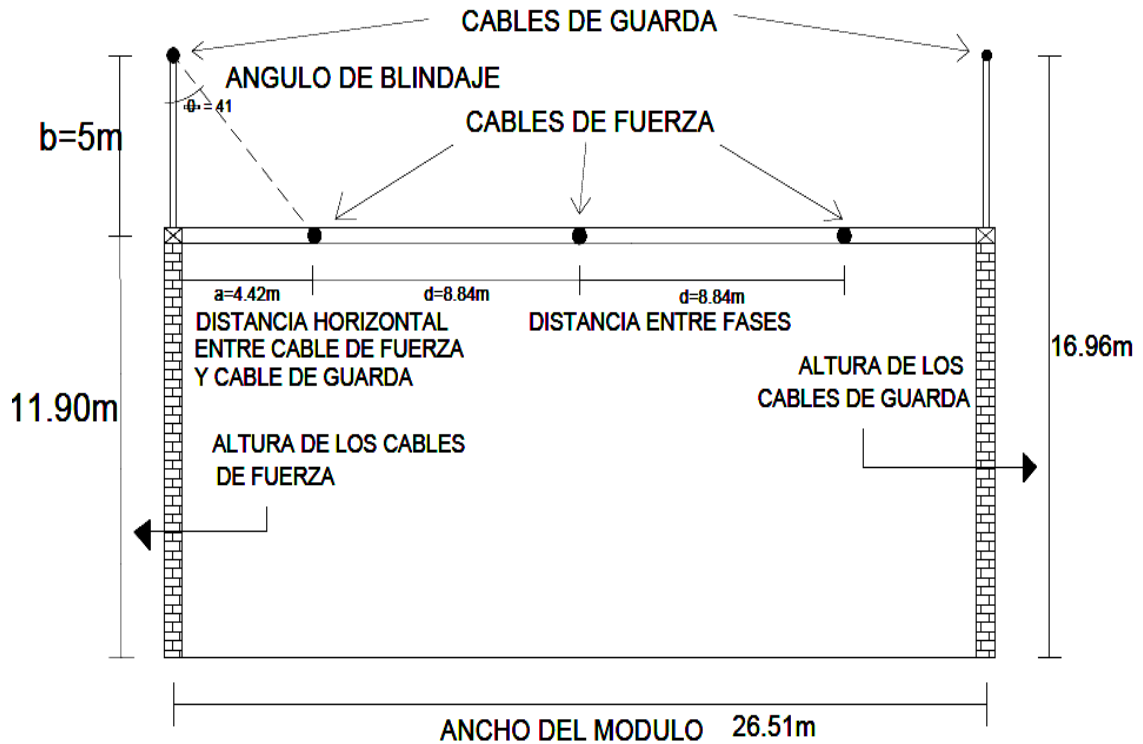 CABLES DE GUARDA
ANGULO DE BLINDAJE
θ = 41
b=5m
CABLES DE FUERZA
a=4.42m
d=8.84m
d=8.84m
DISTANCIA HORIZONTAL
ENTRE CABLE DE FUERZA
Y CABLE DE GUARDA
DISTANCIA ENTRE FASES
16.96m
ALTURA DE LOS
CABLES DE GUARDA
11.90m
ALTURA DE LOS CABLES
DE FUERZA
ANCHO DEL MODULO 26.51m